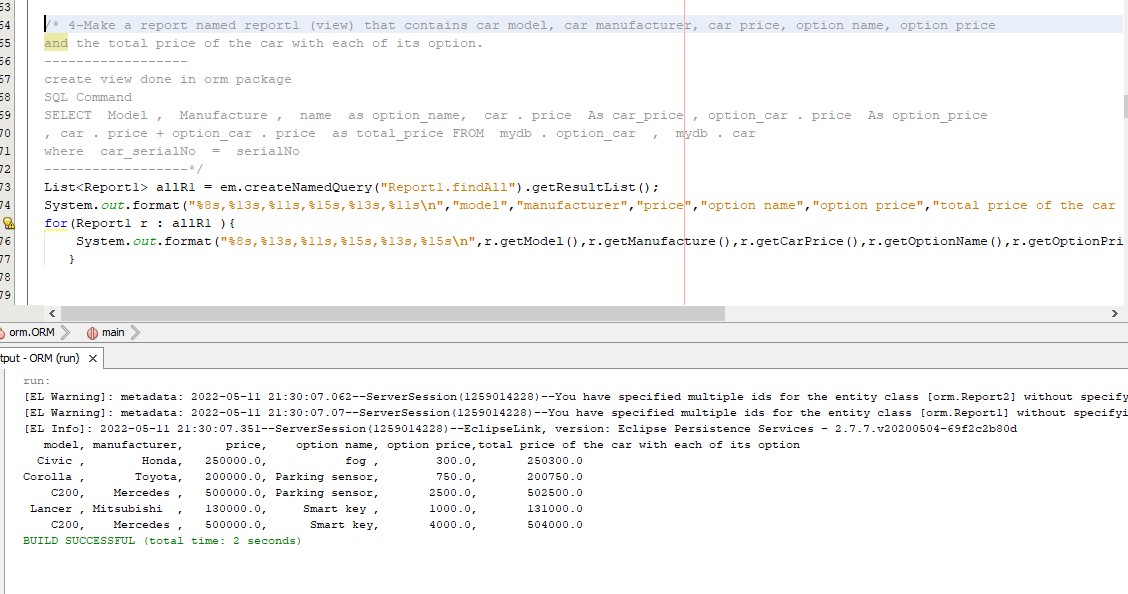 53
54 /* 4-Make a report named report1 (view) that contains car model, car manufacturer, car price, option name, option price
55 and the total price of the car with each of its option.
56 ------------------
57 create view done in orm package
58 SQL Command
59 SELECT  Model ,  Manufacture ,  name  as option_name,  car . price  As car_price , option_car . price  As option_price
70 , car . price + option_car . price  as total_price FROM  mydb . option_car  ,  mydb . car
71 where  car_serialNo  =  serialNo
72 ------------------*/
73 List<Report1> allR1 = em.createNamedQuery("Report1.findAll").getResultList();
74 System.out.format("%8s,%13s,%11s,%15s,%13s,%11s\n","model","manufacturer","price","option name","option price","total price of the car
for(Report1 r : allR1 ){
76 System.out.format("%8s,%13s,%11s,%15s,%13s,%15s\n",r.getModel(),r.getManufacture(),r.getCarPrice(),r.getOptionName(),r.getOptionPri
77 }
78
79
orm.ORM main
tput - ORM (run)
run:
[EL Warning]: metadata: 2022-05-11 21:30:07.062--ServerSession(1259014228)--You have specified multiple ids for the entity class [orm.Report2] without specify
[EL Warning]: metadata: 2022-05-11 21:30:07.07--ServerSession(1259014228)--You have specified multiple ids for the entity class [orm.Report1] without specifyi
[EL Info]: 2022-05-11 21:30:07.351--ServerSession(1259014228)--EclipseLink, version: Eclipse Persistence Services - 2.7.7.v20200504-69f2c2b80d
model, manufacturer, price, option name, option price,total price of the car with each of its option
Civic , Honda, 250000.0, fog , 300.0, 250300.0
Corolla , Toyota, 200000.0, Parking sensor, 750.0, 200750.0
C200, Mercedes , 500000.0, Parking sensor, 2500.0, 502500.0
Lancer , Mitsubishi , 130000.0, Smart key , 1000.0, 131000.0
C200, Mercedes , 500000.0, Smart key, 4000.0, 504000.0
BUILD SUCCESSFUL (total time: 2 seconds)